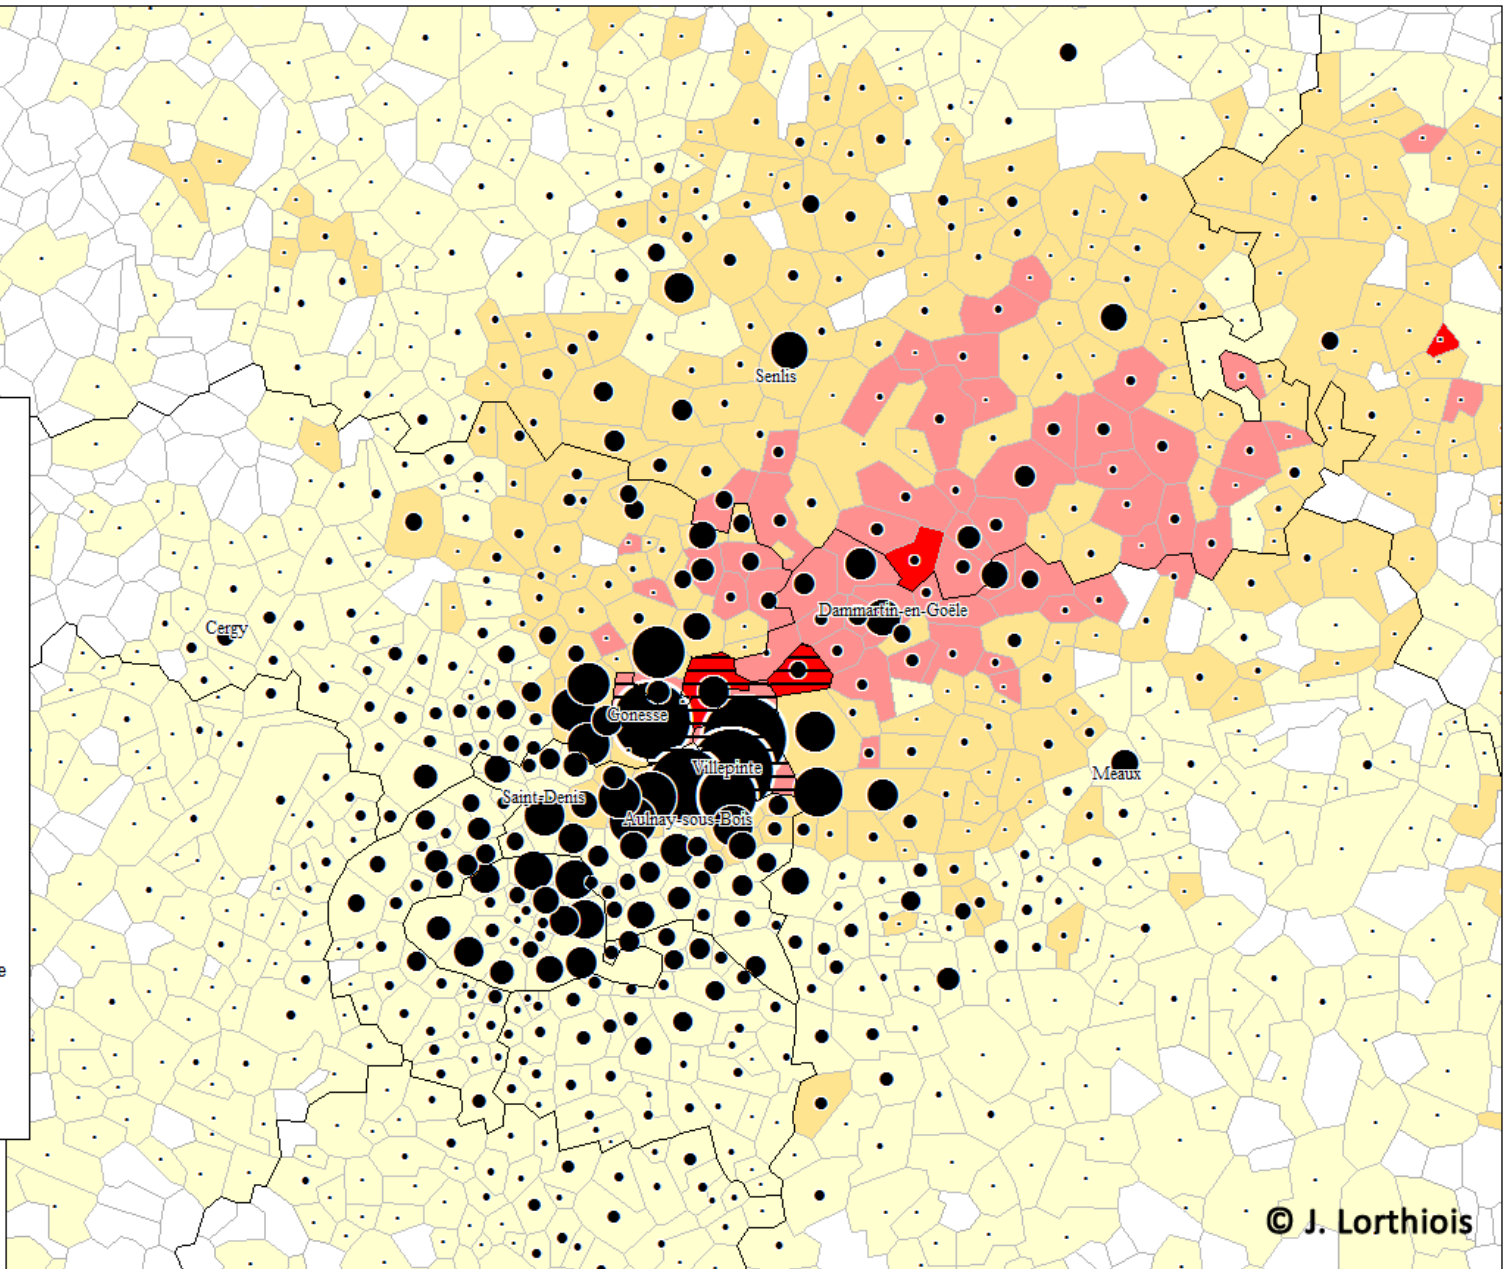 Senlis
Cergy
Dammartin-en-Goële
Gonesse
Villepinte
Meaux
Saint-Denis
Aulnay-sous-Bois
e
© J. Lorthiois